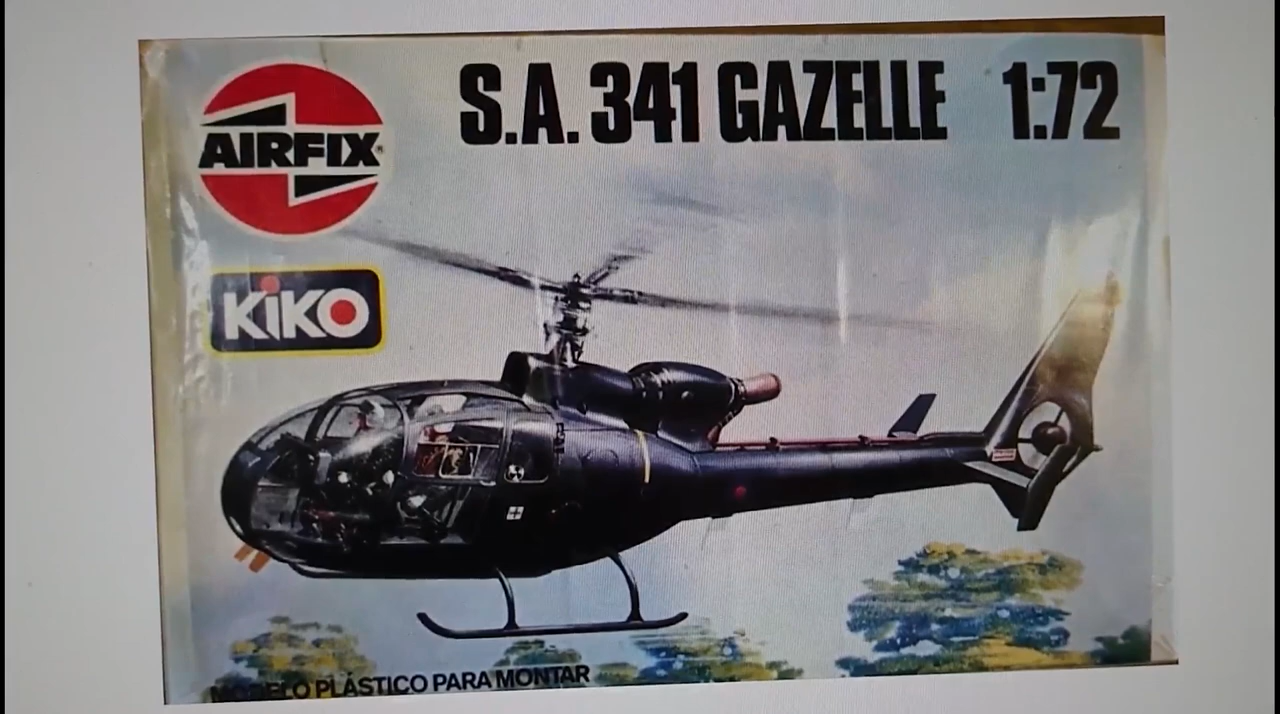 S.A. 341 GAZELLE 1:72
AIRFIX®
KiKO
MODELO PLÁSTICO PARA MONTAR